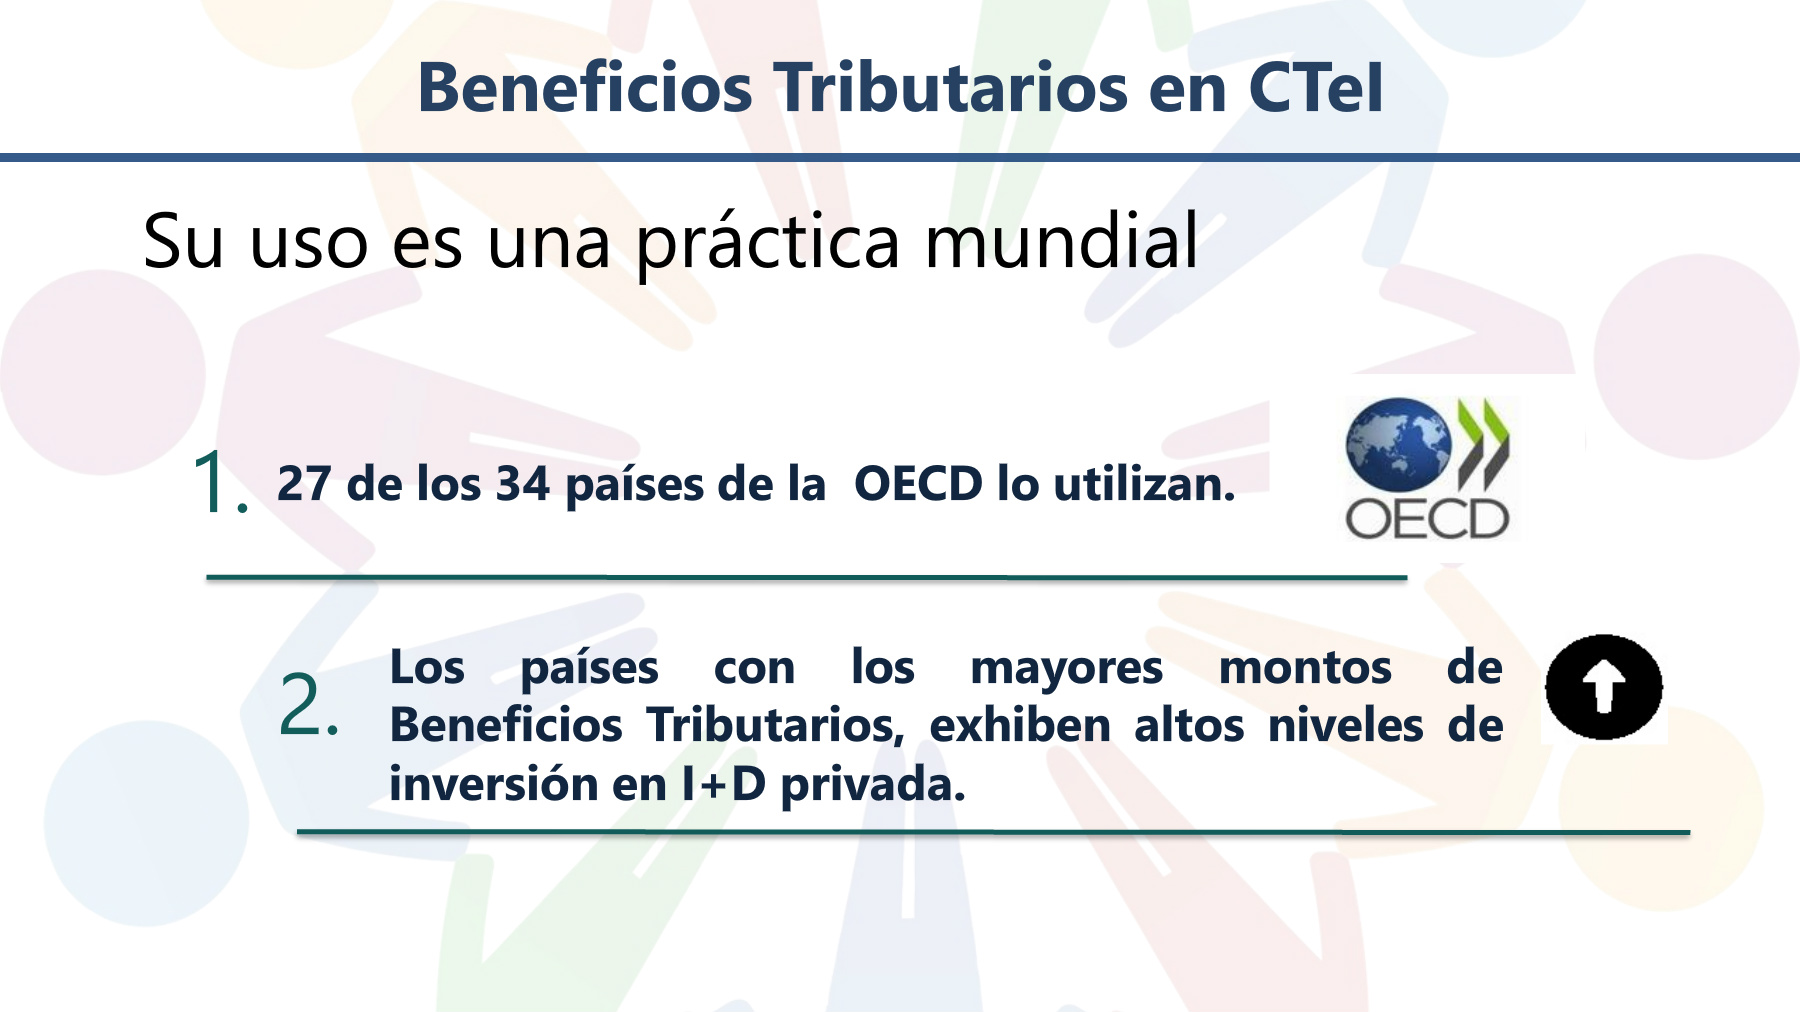 Beneficios Tributarios en CTeI
Su uso es una práctica mundial
1. 27 de los 34 países de la OECD lo utilizan.
OECD
2. Los países con los mayores montos de
Beneficios Tributarios, exhiben altos niveles de
inversión en I+D privada.